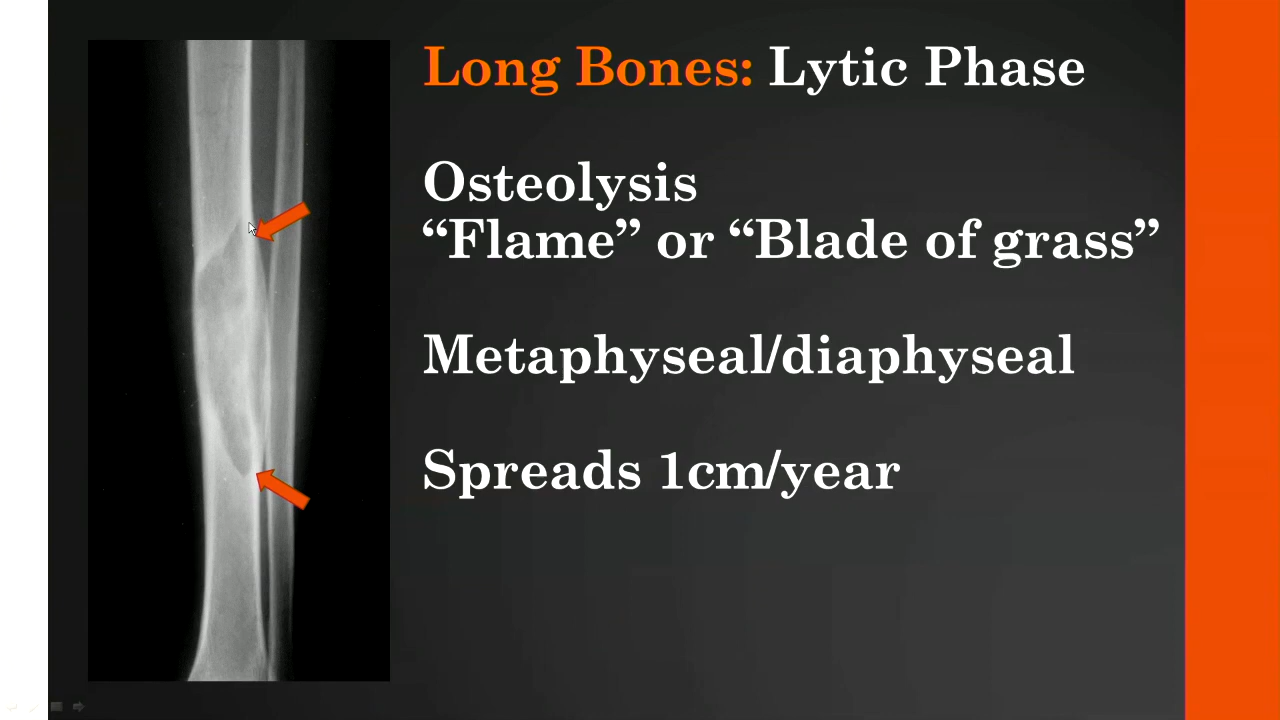 Long Bones: Lytic Phase
Osteolysis
“Flame” or “Blade of grass”
Metaphyseal/diaphyseal
Spreads 1cm/year